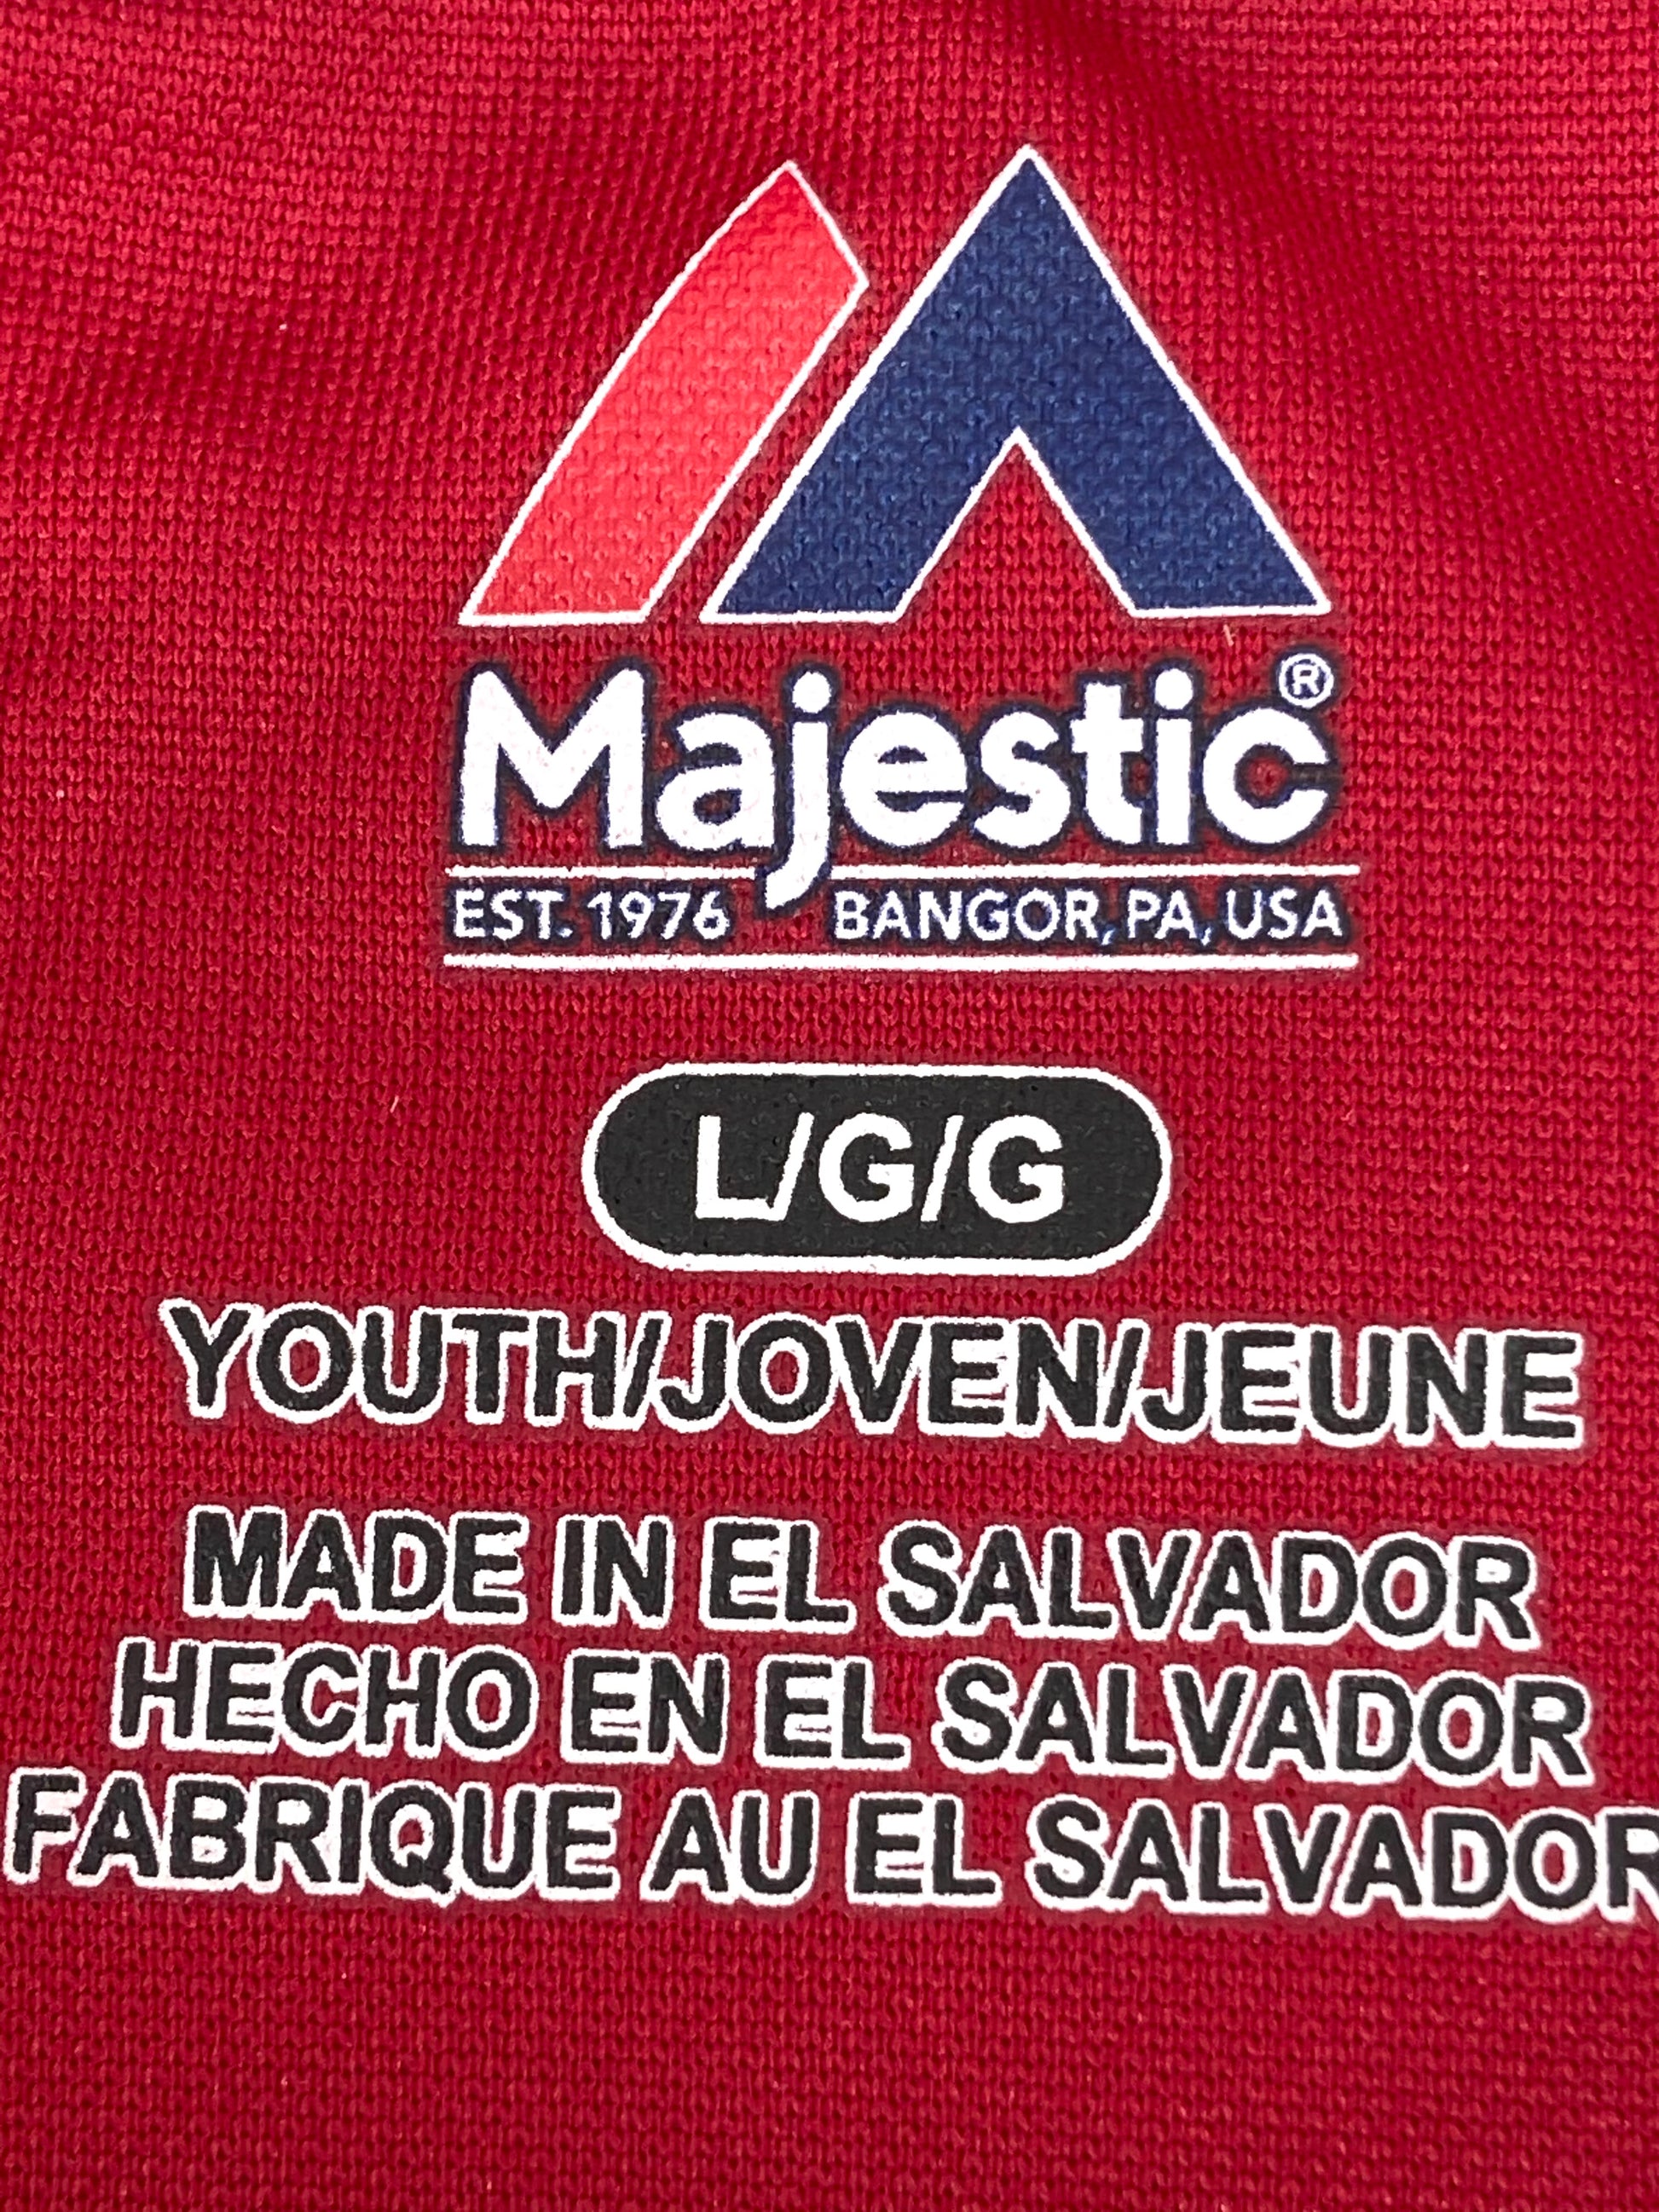 Majestic®
EST. 1976 BANGOR, PA, USA
L/G/G
YOUTH/JOVEN/JEUNE
MADE IN EL SALVADOR
HECHO EN EL SALVADOR
FABRIQUE AU EL SALVADOR